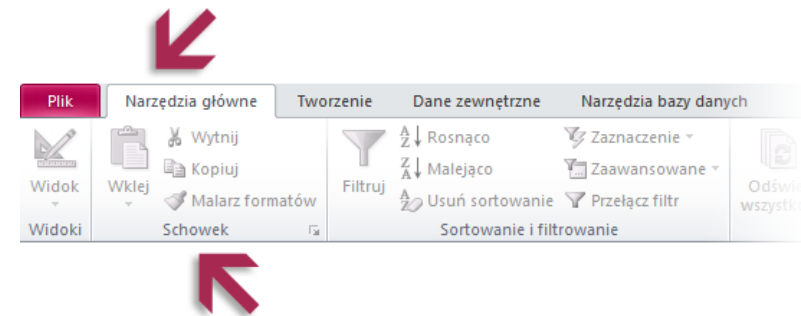 Plik Narzędzia główne Tworzenie Dane zewnętrzne Narzędzia bazy danych
Widok
Widoki
Wklej
Wytnij
Kopiuj
Malarz formatów
Schowek
Filtruj
Rosnąco
Malejąco
Usuń sortowanie
Zaznaczenie
Zaawansowane
Przełącz filtr
Sortowanie i filtrowanie